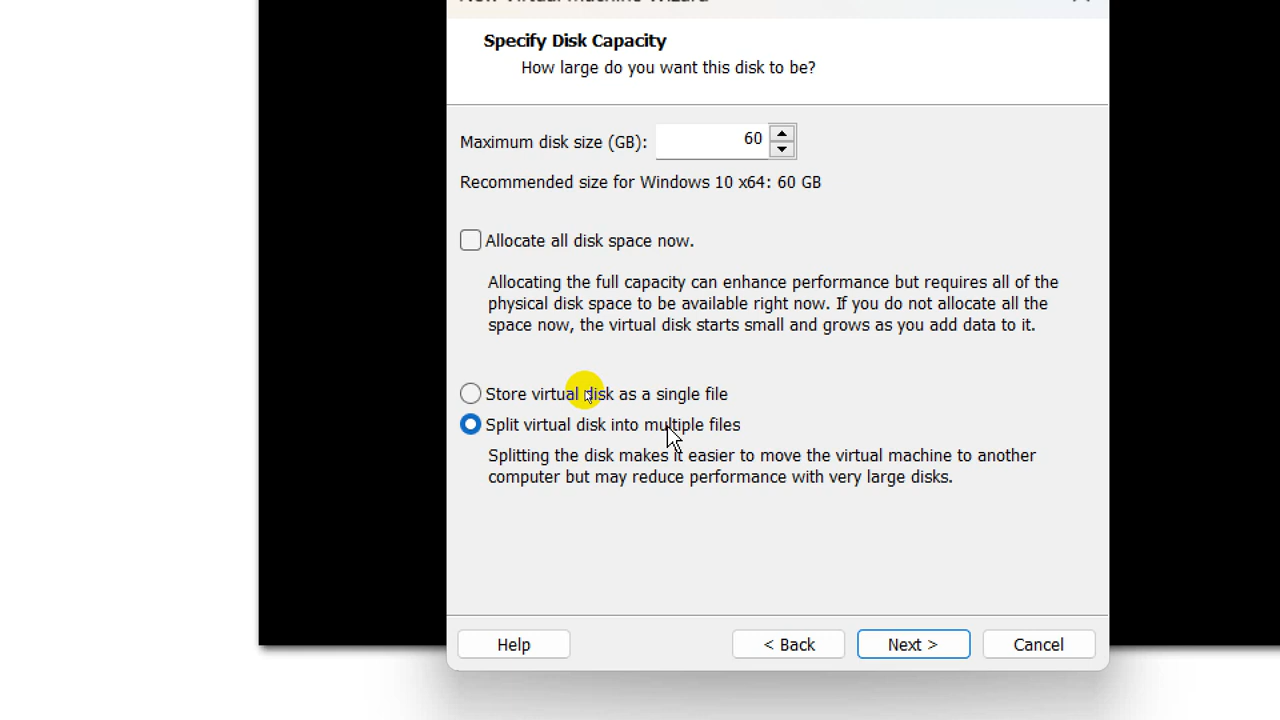 New Virtual Machine Wizard
Specify Disk Capacity
How large do you want this disk to be?
Maximum disk size (GB): 60
Recommended size for Windows 10 x64: 60 GB
Allocate all disk space now.
Allocating the full capacity can enhance performance but requires all of the
physical disk space to be available right now. If you do not allocate all the
space now, the virtual disk starts small and grows as you add data to it.
Store virtual disk as a single file
Split virtual disk into multiple files
Splitting the disk makes it easier to move the virtual machine to another
computer but may reduce performance with very large disks.
Help < Back Next > Cancel